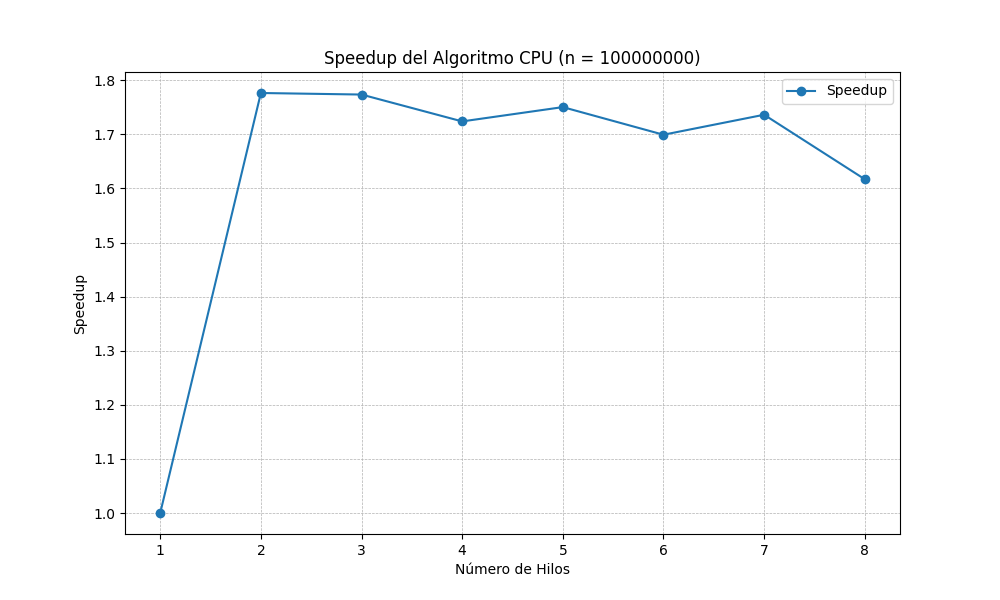 Speedup del Algoritmo CPU (n = 100000000)
Speedup
1.8
1.7
1.6
1.5
1.4
1.3
1.2
1.1
1.0
Speedup
1 2 3 4 5 6 7 8
Número de Hilos